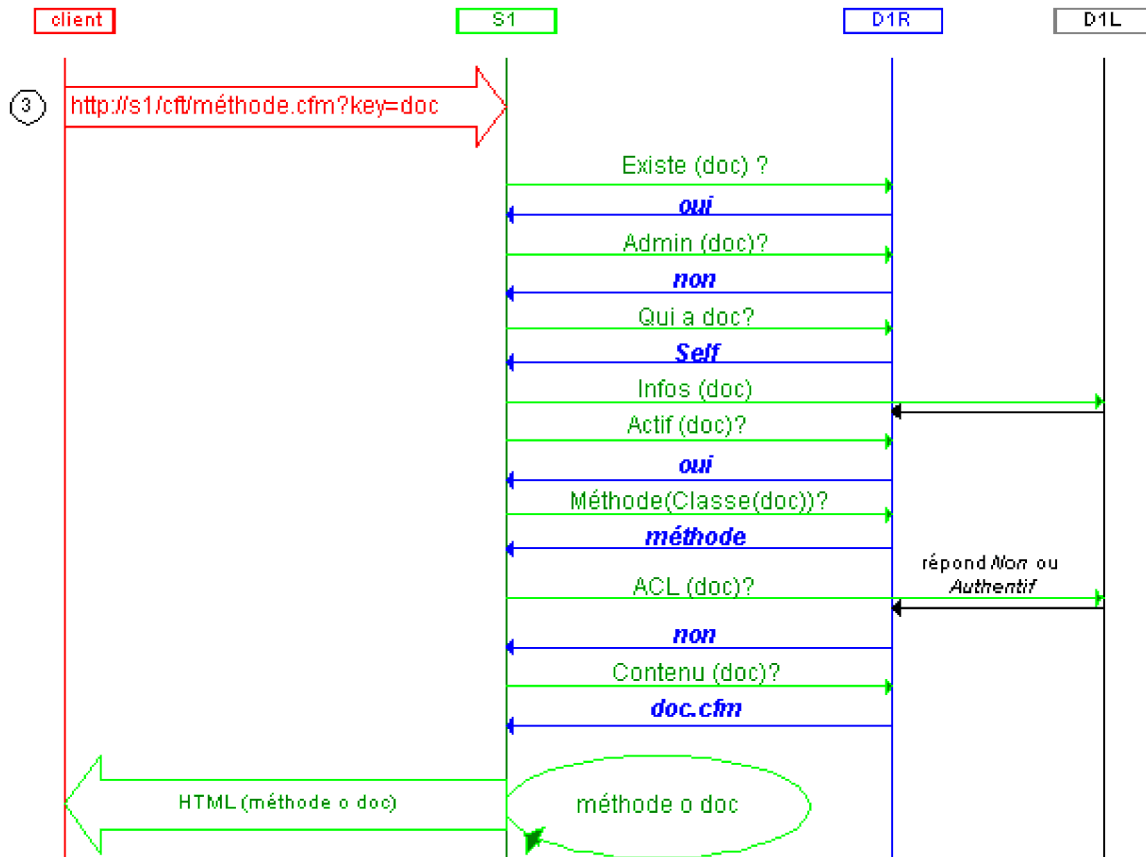 client
S1
D1R
D1L
3
http://s1/cft/méthode.cfm?key=doc
Existe (doc) ?
oui
Admin (doc)?
non
Qui a doc?
Self
Infos (doc)
Actif (doc)?
oui
Méthode(Classe(doc))?
méthode
répond Non ou
Authentif
ACL (doc)?
non
Contenu (doc)?
doc.cfm
HTML (méthode o doc)
méthode o doc